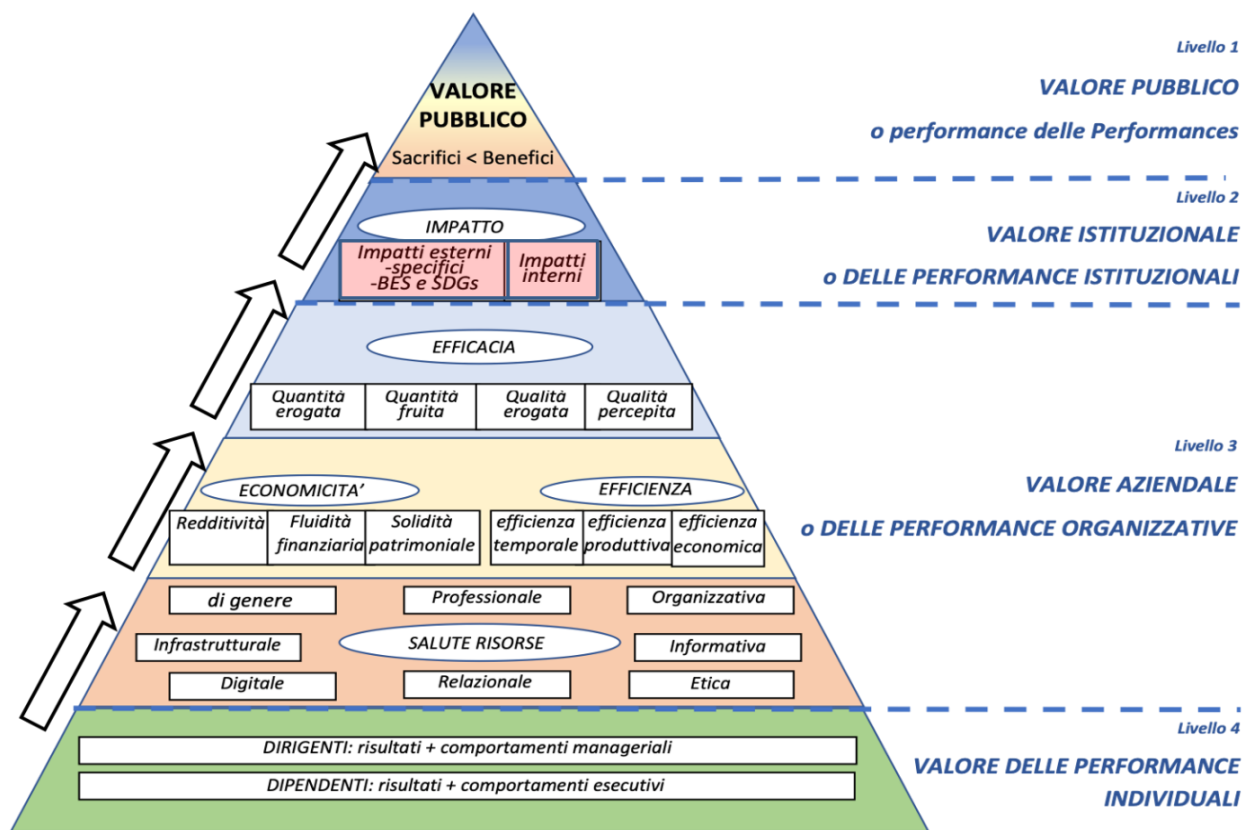 Livello 1
VALORE PUBBLICO
o performance delle Performances
VALORE
PUBBLICO
Sacrifici < Benefici
Livello 2
VALORE ISTITUZIONALE
o DELLE PERFORMANCE ISTITUZIONALI
IMPATTO
Impatti esterni
-specifici
-BES e SDGs
Impatti
interni
EFFICACIA
Quantità
erogata
Quantità
fruita
Qualità
erogata
Qualità
percepita
Livello 3
VALORE AZIENDALE
o DELLE PERFORMANCE ORGANIZZATIVE
ECONOMICITA’
EFFICIENZA
Redditività
Fluidità
finanziaria
Solidità
patrimoniale
efficienza
temporale
efficienza
produttiva
efficienza
economica
di genere
Professionale
Organizzativa
Infrastrutturale
SALUTE RISORSE
Informativa
Digitale
Relazionale
Etica
Livello 4
VALORE DELLE PERFORMANCE
INDIVIDUALI
DIRIGENTI: risultati + comportamenti manageriali
DIPENDENTI: risultati + comportamenti esecutivi